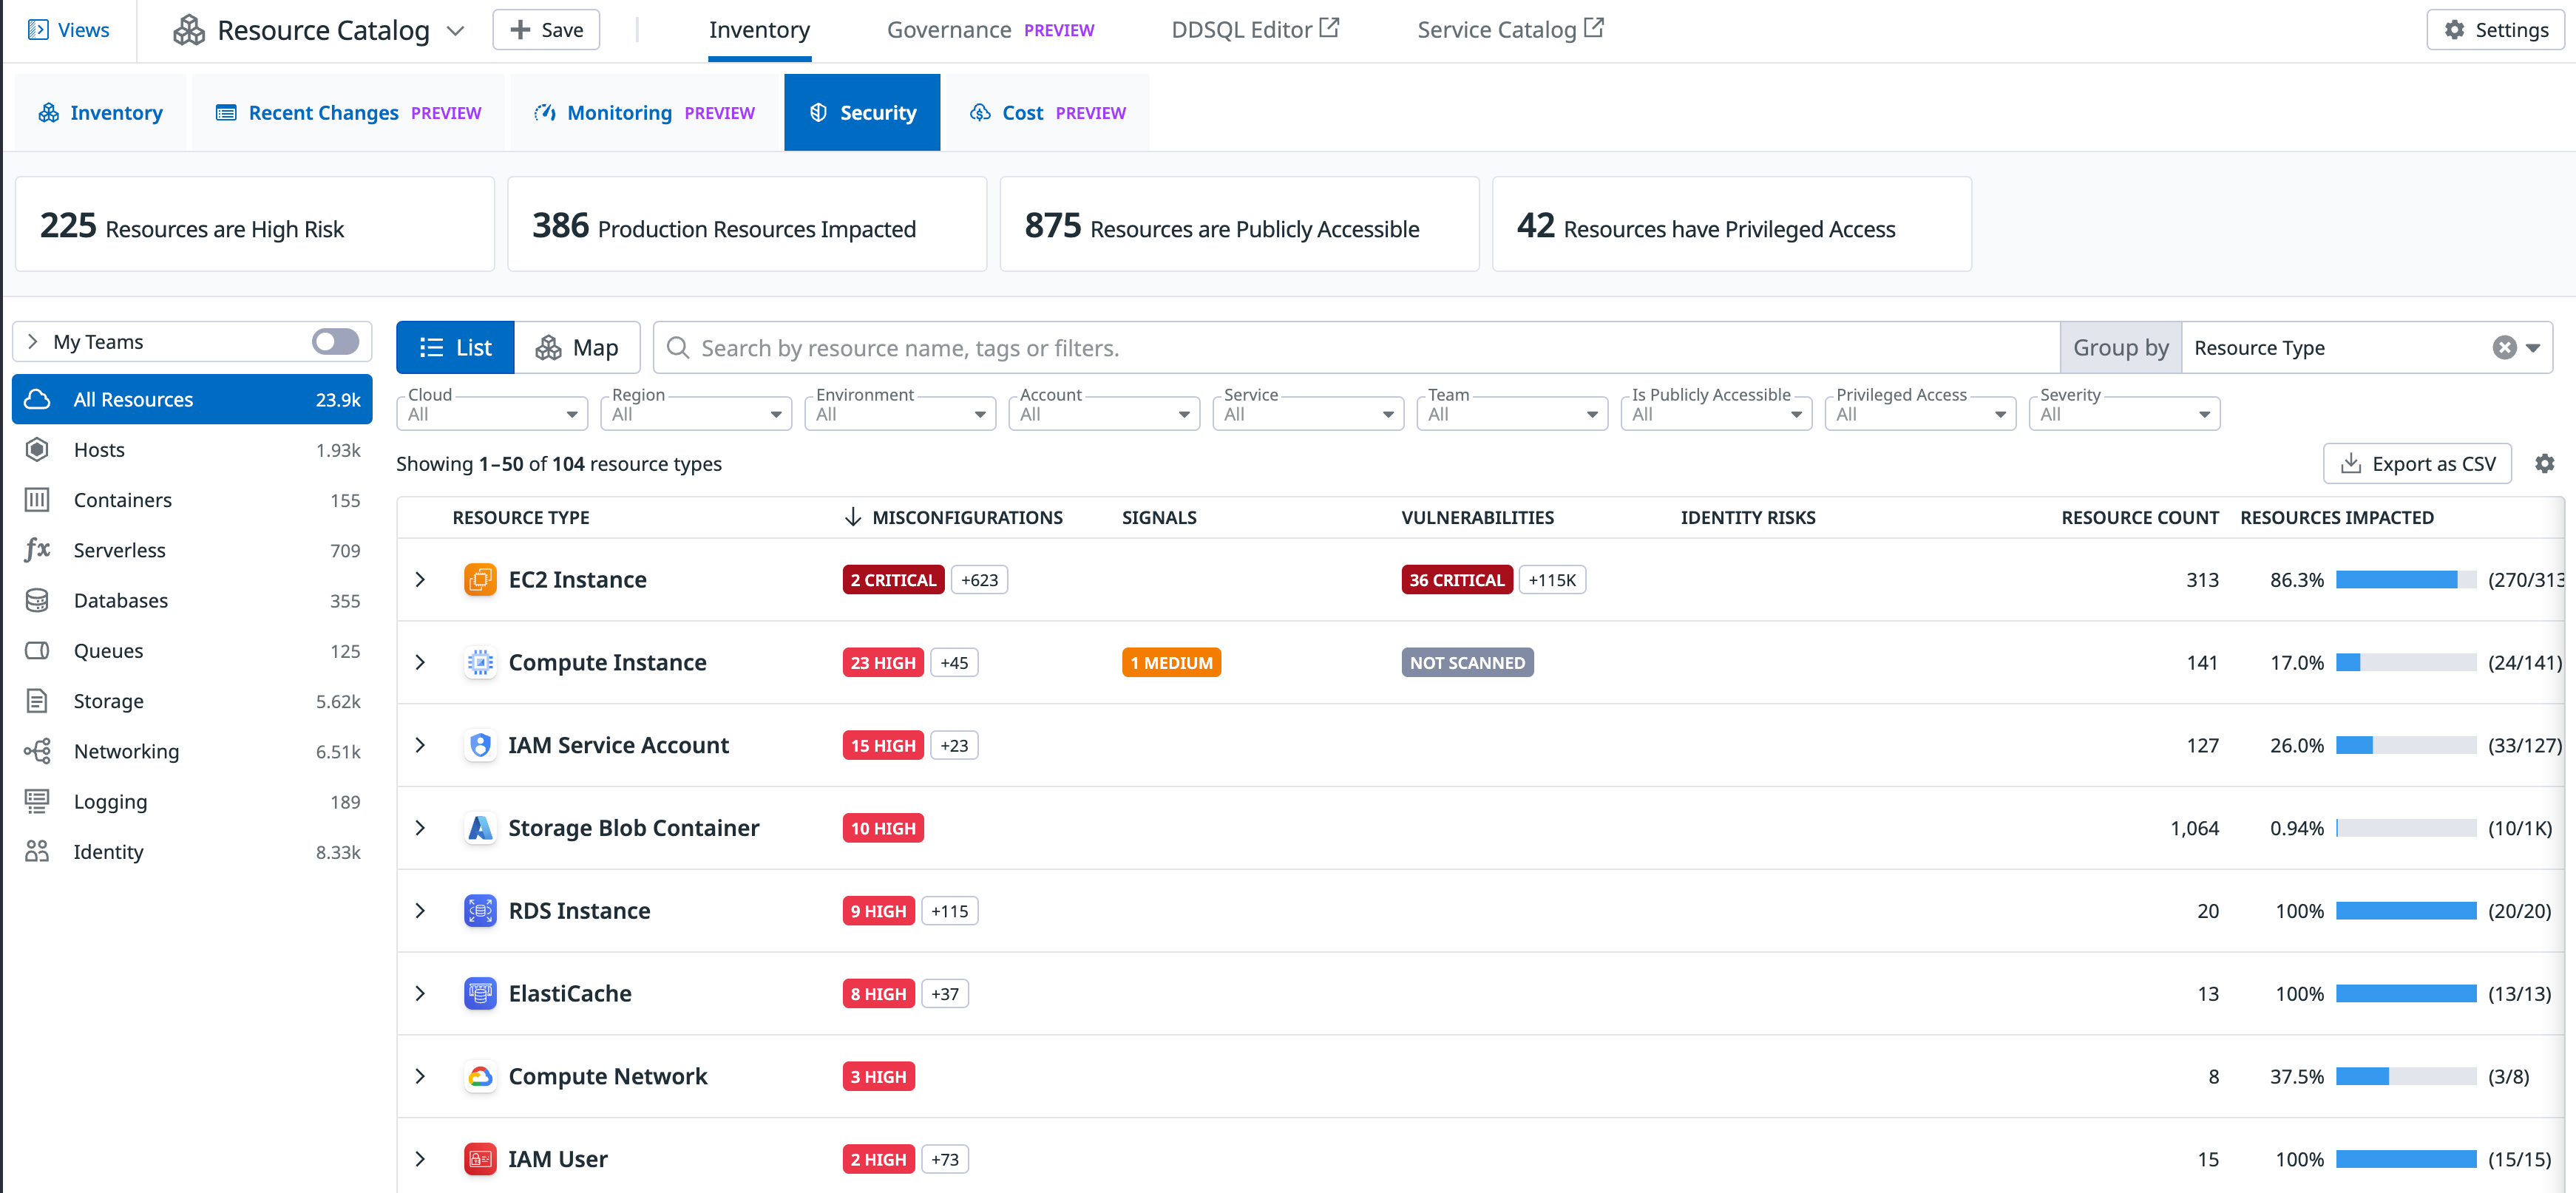 Views
Resource Catalog
Save
Inventory
Governance PREVIEW
DDSQL Editor
Service Catalog
Settings
Inventory
Recent Changes PREVIEW
Monitoring PREVIEW
Security
Cost PREVIEW
225 Resources are High Risk
386 Production Resources Impacted
875 Resources are Publicly Accessible
42 Resources have Privileged Access
My Teams
All Resources 23.9k
Hosts 1.93k
Containers 155
Serverless 709
Databases 355
Queues 125
Storage 5.62k
Networking 6.51k
Logging 189
Identity 8.33k
List
Map
Search by resource name, tags or filters.
Group by
Resource Type
Cloud
All
Region
All
Environment
All
Account
All
Service
All
Team
All
Is Publicly Accessible
All
Privileged Access
All
Severity
All
Showing 1–50 of 104 resource types
Export as CSV
RESOURCE TYPE MISCONFIGURATIONS SIGNALS VULNERABILITIES IDENTITY RISKS RESOURCE COUNT RESOURCES IMPACTED
EC2 Instance 2 CRITICAL +623 36 CRITICAL +115K 313 86.3% (270/313
Compute Instance 23 HIGH +45 1 MEDIUM NOT SCANNED 141 17.0% (24/141)
IAM Service Account 15 HIGH +23 127 26.0% (33/127)
Storage Blob Container 10 HIGH 1,064 0.94% (10/1K)
RDS Instance 9 HIGH +115 20 100% (20/20)
ElastiCache 8 HIGH +37 13 100% (13/13)
Compute Network 3 HIGH 8 37.5% (3/8)
IAM User 2 HIGH +73 15 100% (15/15)